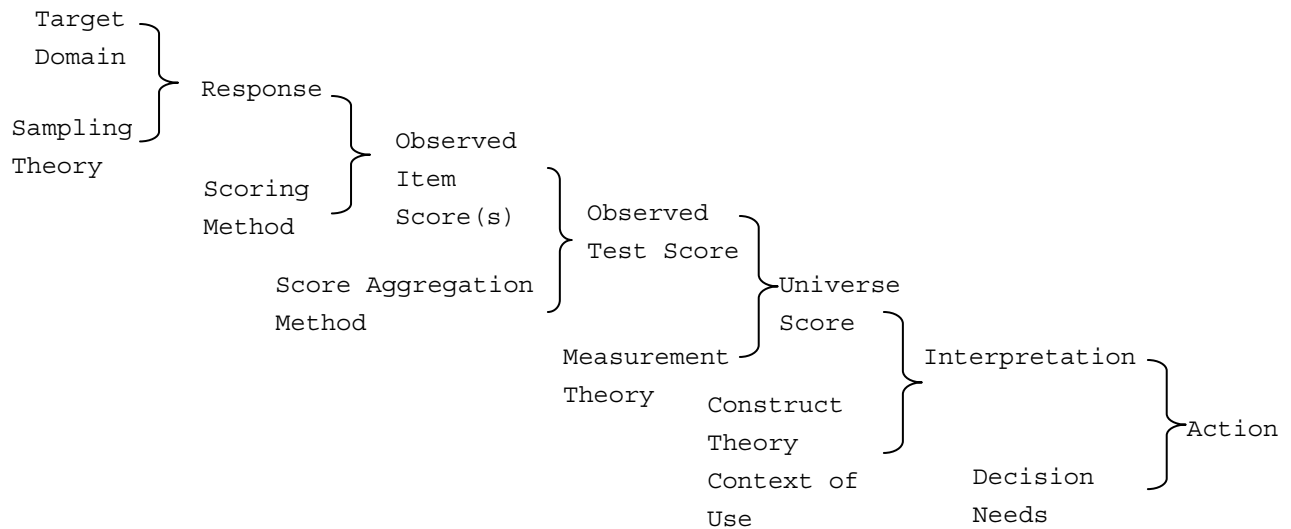 Target
Domain
Sampling
Theory
Response
Scoring
Method
Observed
Item
Score(s)
Score Aggregation
Method
Observed
Test Score
Measurement
Theory
Universe
Score
Construct
Theory
Context of
Use
Interpretation
Decision
Needs
Action